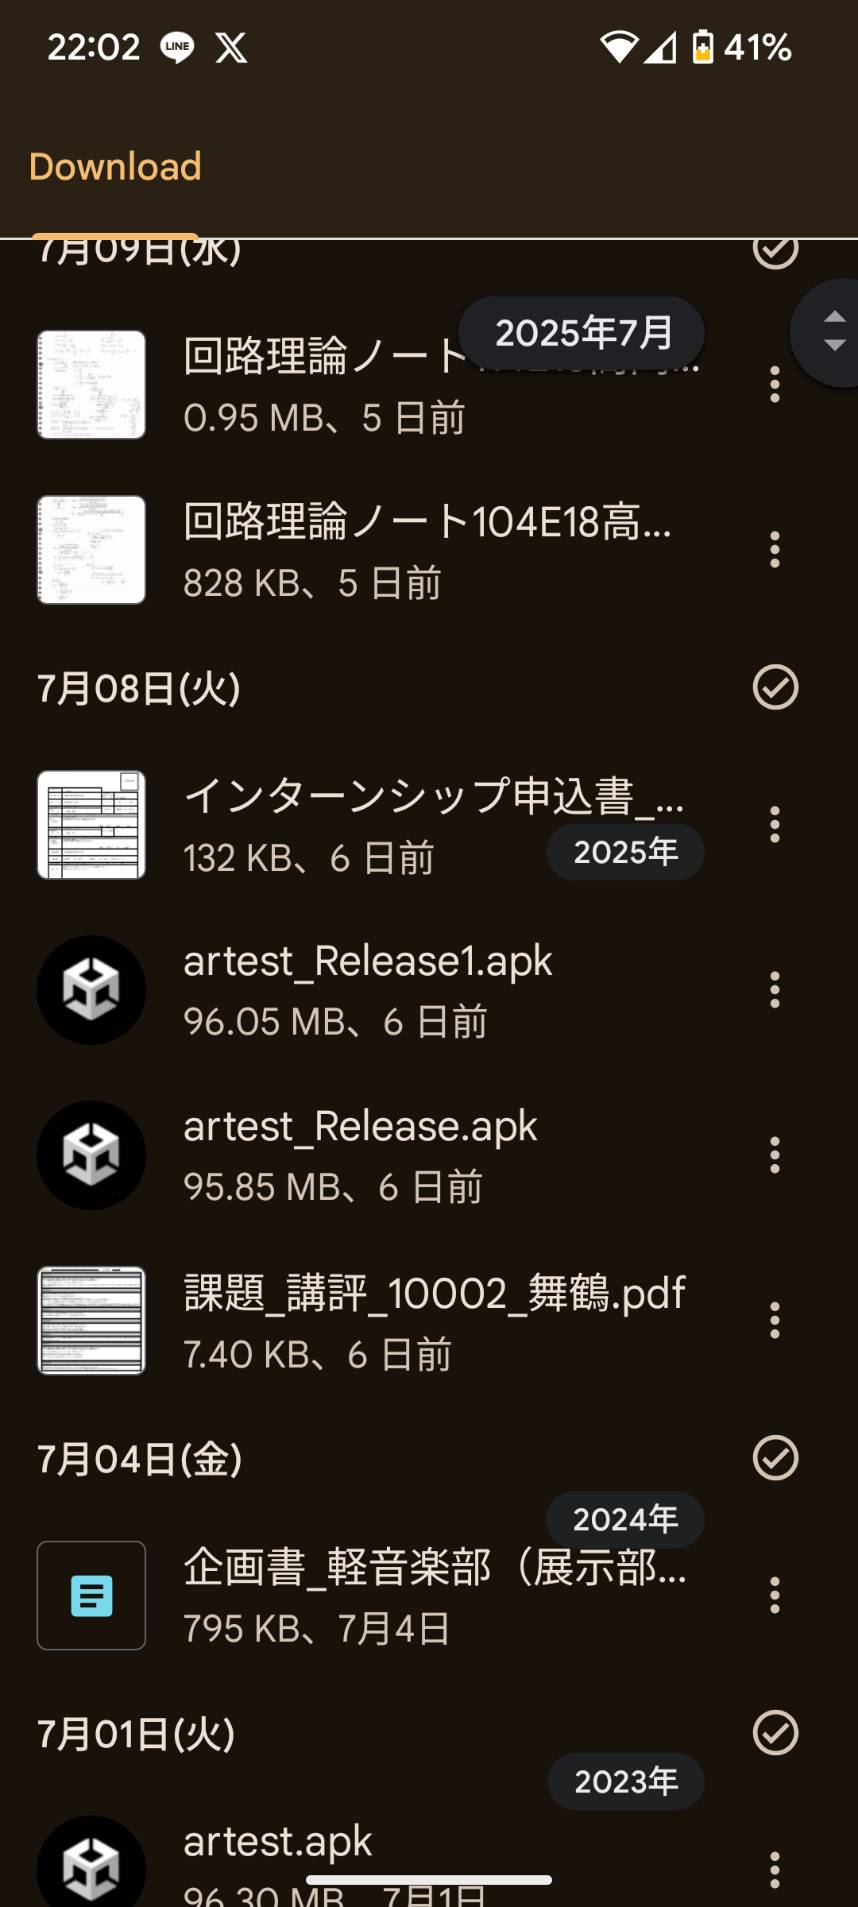 22:02 LINE X 41%
Download
7月09日(水)
2025年7月
回路理論ノート
0.95 MB、5 日前
回路理論ノート104E18高...
828 KB、5 日前
7月08日(火)
インターンシップ申込書_...
132 KB、6 日前
2025年
artest_Release1.apk
96.05 MB、6 日前
artest_Release.apk
95.85 MB、6 日前
課題_講評_10002_舞鶴.pdf
7.40 KB、6 日前
7月04日(金)
2024年
企画書_軽音楽部（展示部...
795 KB、7月4日
7月01日(火)
2023年
artest.apk
96.30 MB、7月1日